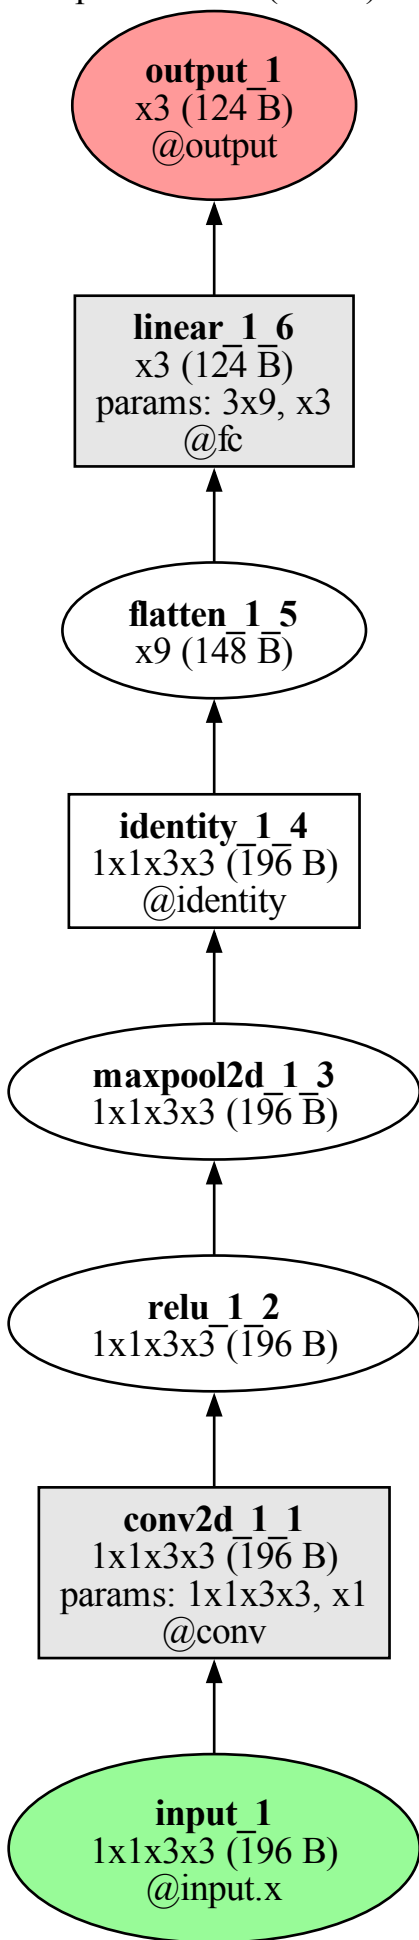 output_1
x3 (124 B)
@output
linear_1_6
x3 (124 B)
params: 3x9, x3
@fc
flatten_1_5
x9 (148 B)
identity_1_4
1x1x3x3 (196 B)
@identity
maxpool2d_1_3
1x1x3x3 (196 B)
relu_1_2
1x1x3x3 (196 B)
conv2d_1_1
1x1x3x3 (196 B)
params: 1x1x3x3, x1
@conv
input_1
1x1x3x3 (196 B)
@input.x